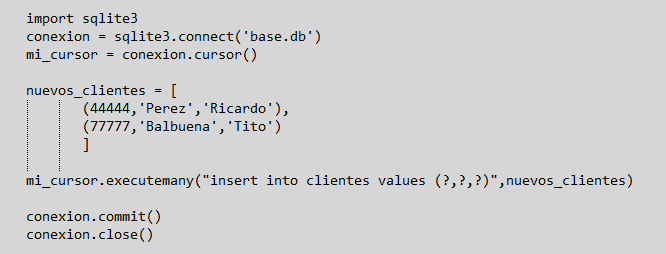 import sqlite3
conexion = sqlite3.connect('base.db')
mi_cursor = conexion.cursor()

nuevos_clientes = [
       (44444,'Perez','Ricardo'),
       (77777,'Balbuena','Tito')
       ]

mi_cursor.executemany("insert into clientes values (?,?,?)",nuevos_clientes)

conexion.commit()
conexion.close()